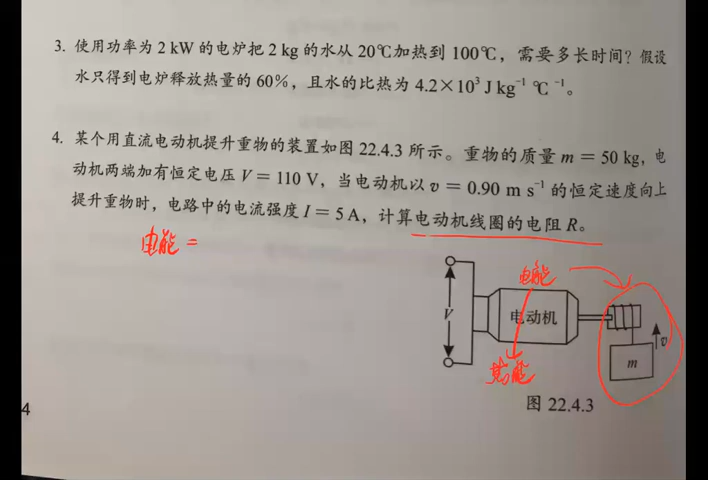 3. 使用功率为 2 kW 的电炉把 2 kg 的水从 20℃加热到 100℃，需要多长时间？假设
水只得到电炉释放热量的 60%，且水的比热为 4.2×10³ J kg⁻¹ ℃⁻¹。
4. 某个用直流电动机提升重物的装置如图 22.4.3 所示。重物的质量 m = 50 kg，电
动机两端加有恒定电压 V = 110 V，当电动机以 v = 0.90 m s⁻¹ 的恒定速度向上
提升重物时，电路中的电流强度 I = 5 A，计算电动机线圈的电阻 R。
电能 =
电能
V
电动机
v
m
热能
图 22.4.3
4